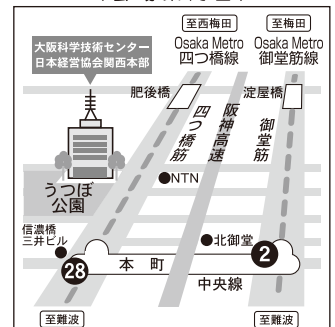 至西梅田
至梅田
大阪科学技術センター
日本経営協会関西本部
Osaka Metro
四つ橋線
Osaka Metro
御堂筋線
肥後橋
淀屋橋
四つ橋筋
阪神高速
御堂筋
NTN
うつぼ
公園
信濃橋
三井ビル
北御堂
2
28
本町
中央線
至難波
至難波